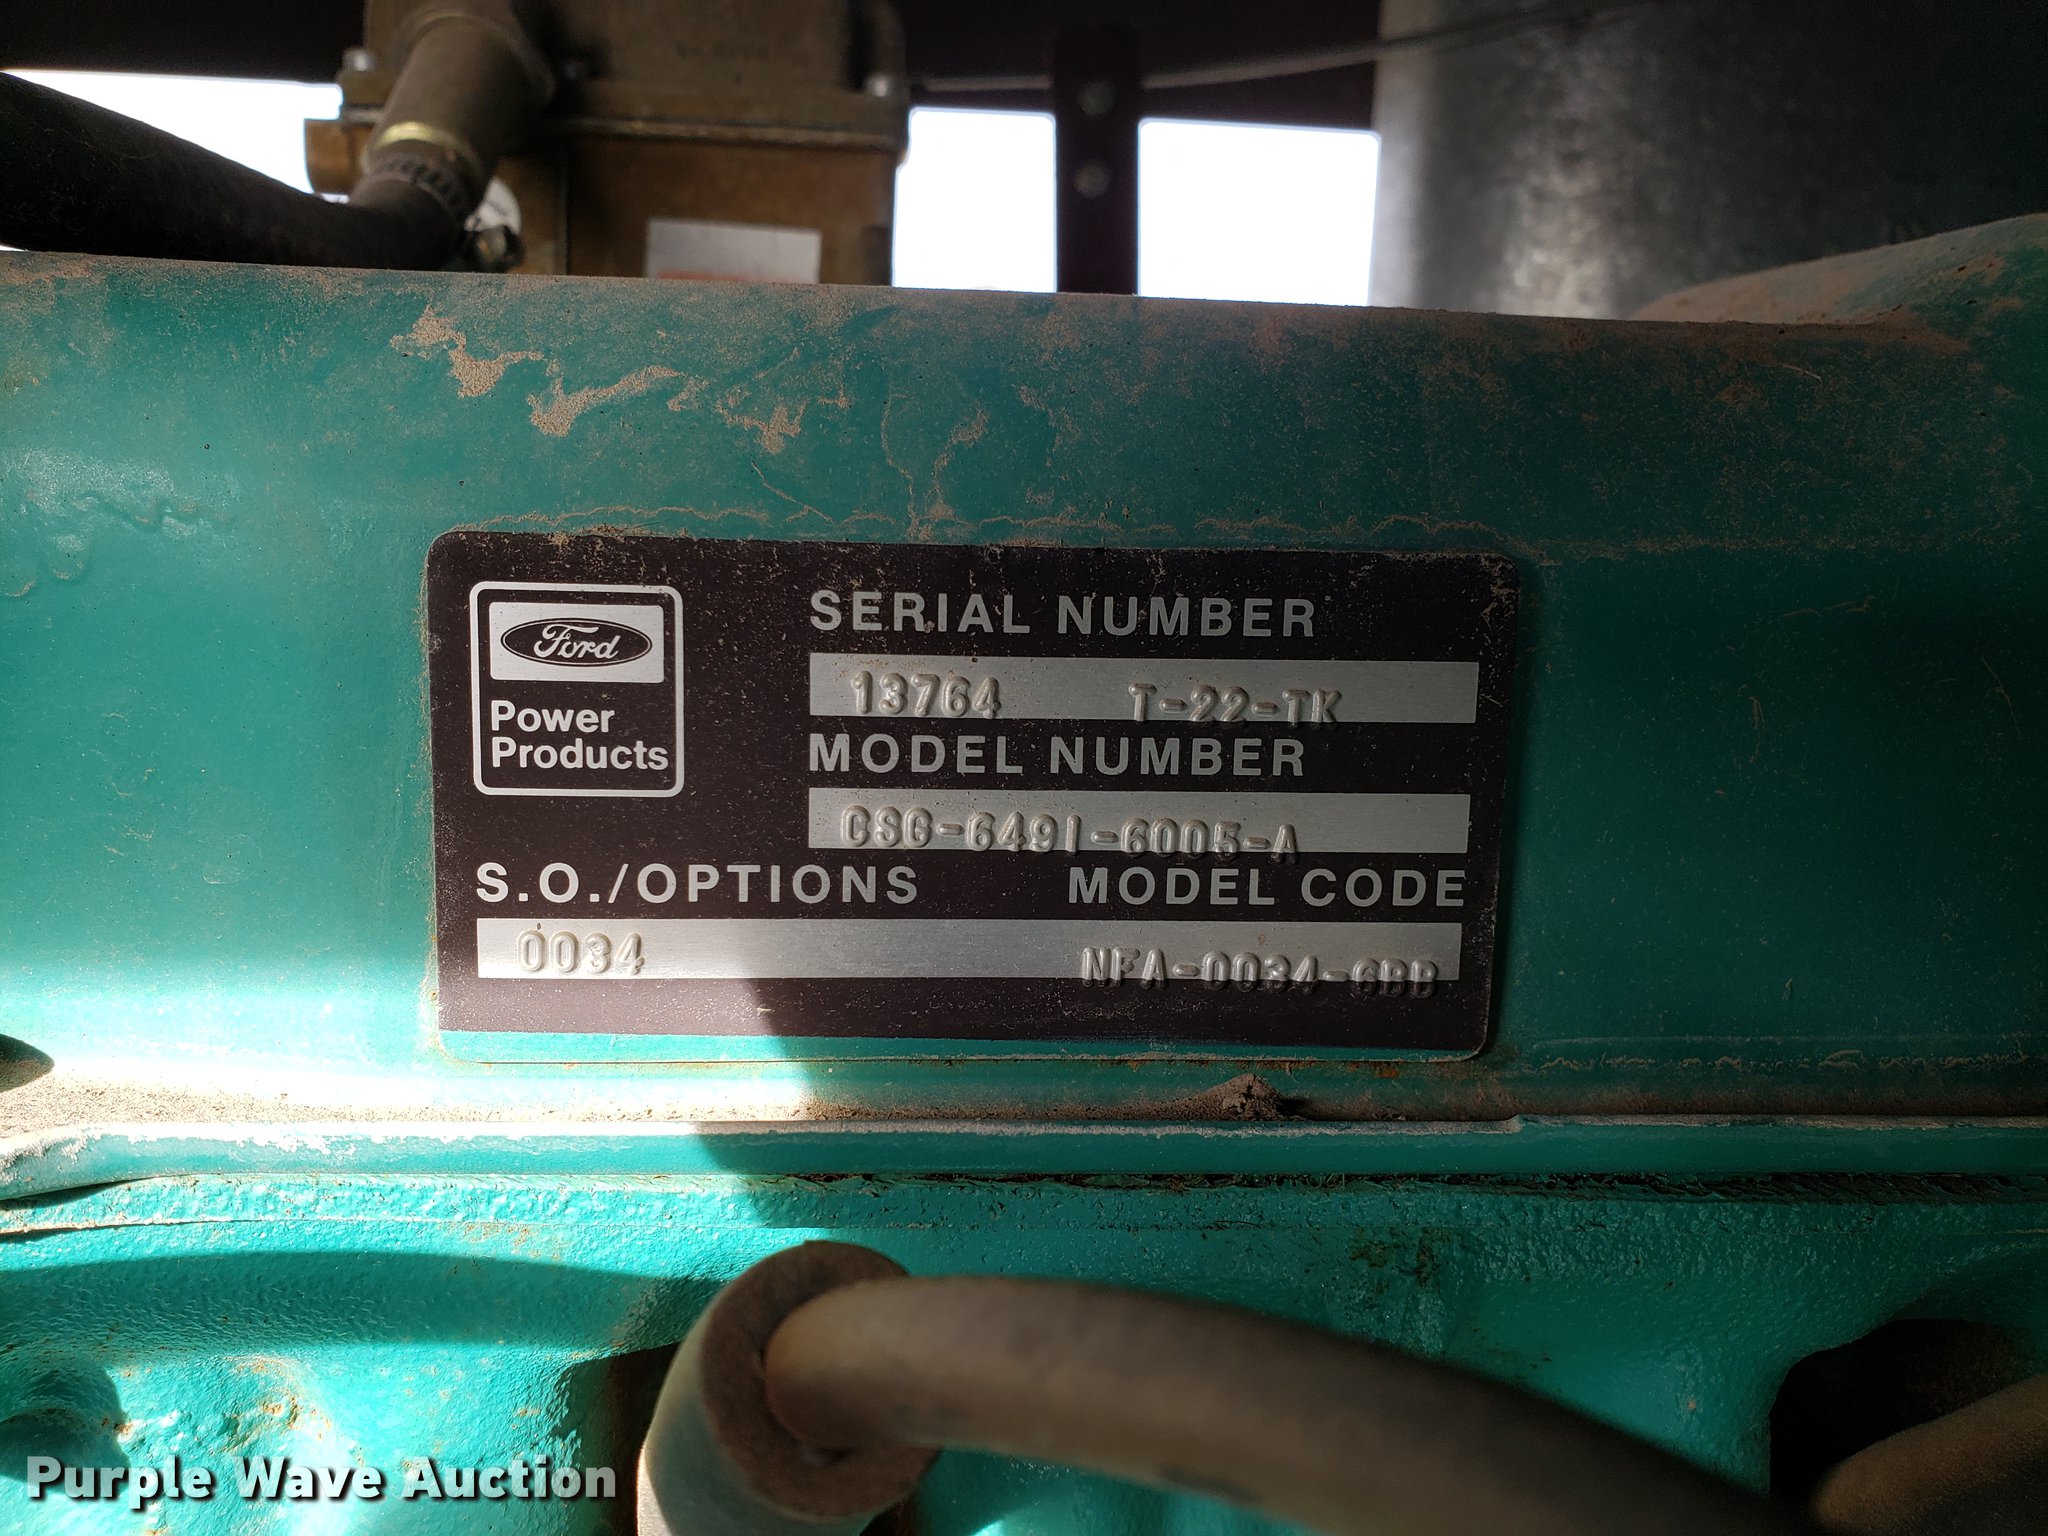 Ford
Power
Products
SERIAL NUMBER
13764 T-22-TK
MODEL NUMBER
CSG-649I-6005-A
S.O./OPTIONS MODEL CODE
0034 NFA-0034-6BB
Purple Wave Auction